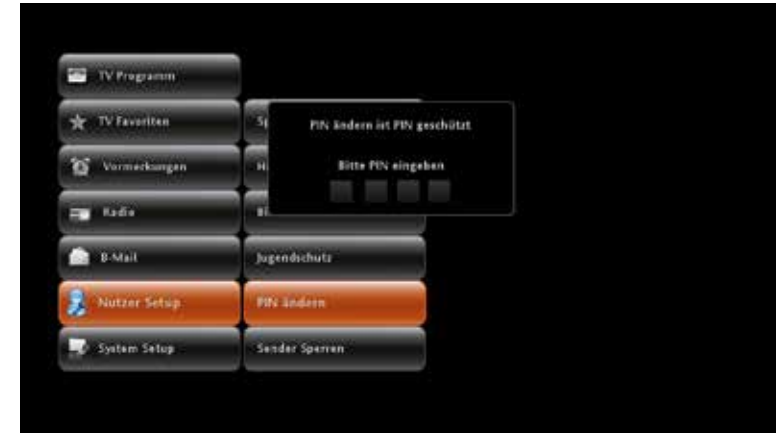 TV Programm
TV Favoriten
Vormerkungen
Radio
B-Mail
Nutzer Setup
System Setup
Jugendschutz
PIN ändern
Sender Sperren
PIN ändern ist PIN geschützt
Bitte PIN eingeben